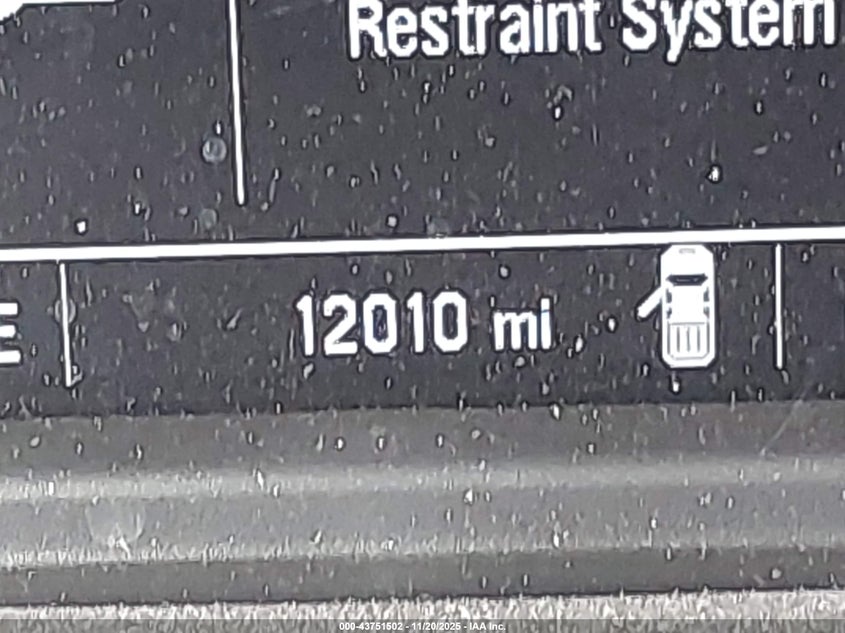 Restraint System
E
12010 mi
000-43751502 - 11/20/2025 - IAA Inc.